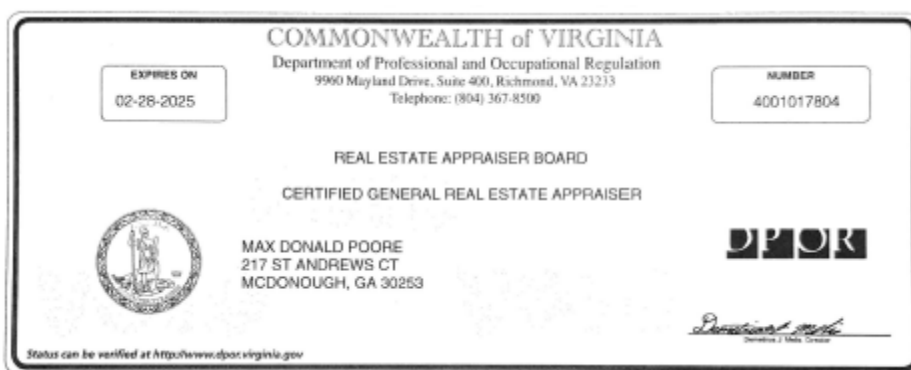 COMMONWEALTH of VIRGINIA
Department of Professional and Occupational Regulation
9960 Mayland Drive, Suite 400, Richmond, VA 23233
Telephone: (804) 367-8500
EXPIRES ON
02-28-2025
NUMBER
4001017804
REAL ESTATE APPRAISER BOARD
CERTIFIED GENERAL REAL ESTATE APPRAISER
MAX DONALD POORE
217 ST ANDREWS CT
MCDONOUGH, GA 30253
DPOR
Demetrios J. Melis, Director
Status can be verified at http://www.dpor.virginia.gov